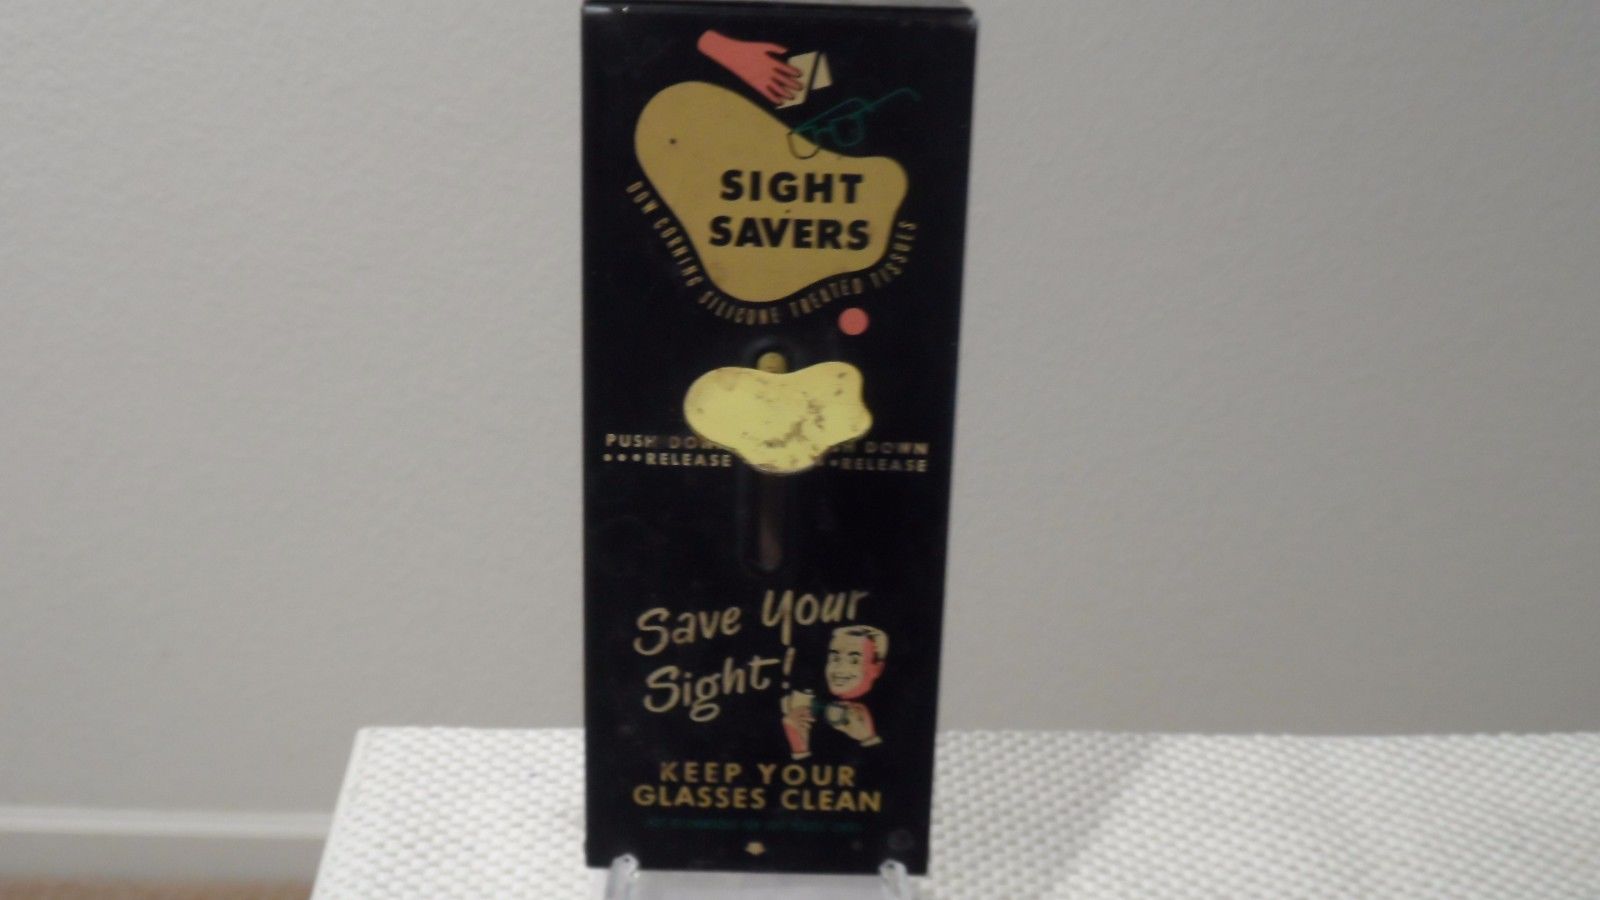 SIGHT
SAVERS
DOW CORNING SILICONE TREATED TISSUES
PUSH DOWN
DOWN
•••RELEASE
•RELEASE
Save Your
Sight!
KEEP YOUR
GLASSES CLEAN